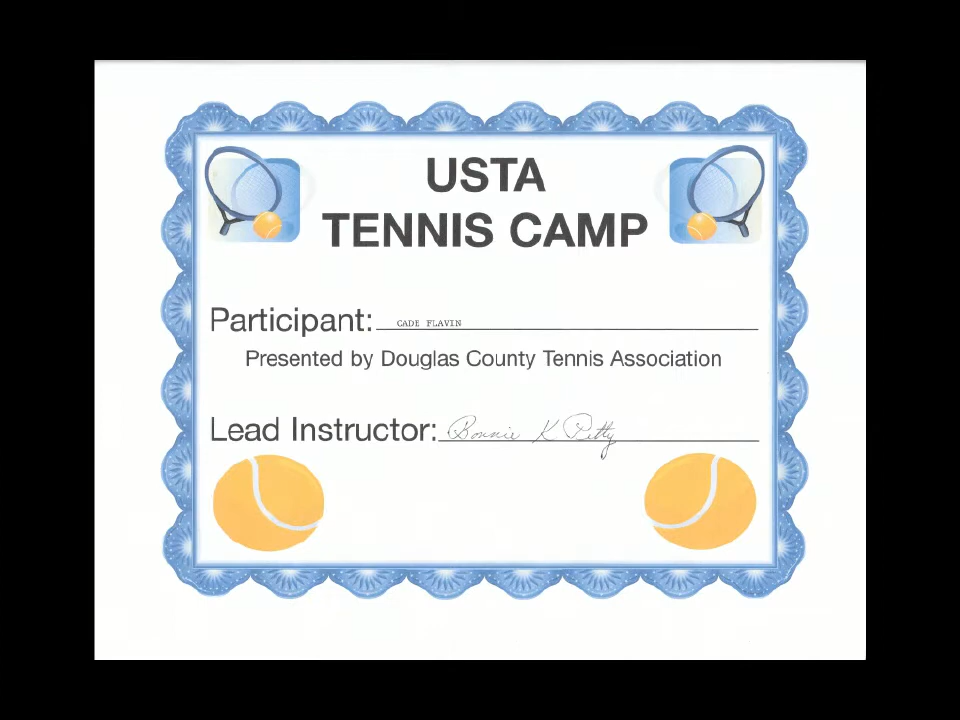 USTA
TENNIS CAMP
Participant: CADE FLAVIN
Presented by Douglas County Tennis Association
Lead Instructor: Bonnie K Petty